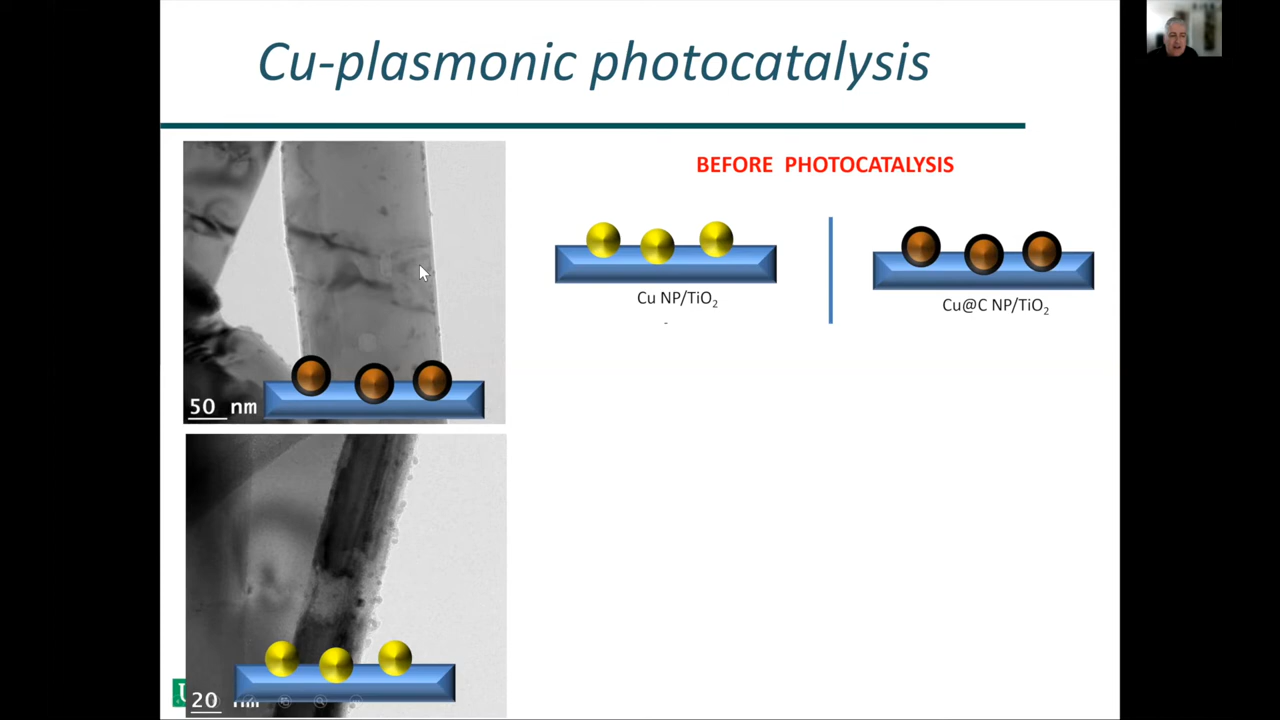 Cu-plasmonic photocatalysis
BEFORE PHOTOCATALYSIS
Cu NP/TiO₂
Cu@C NP/TiO₂
50 nm
U
20 nm